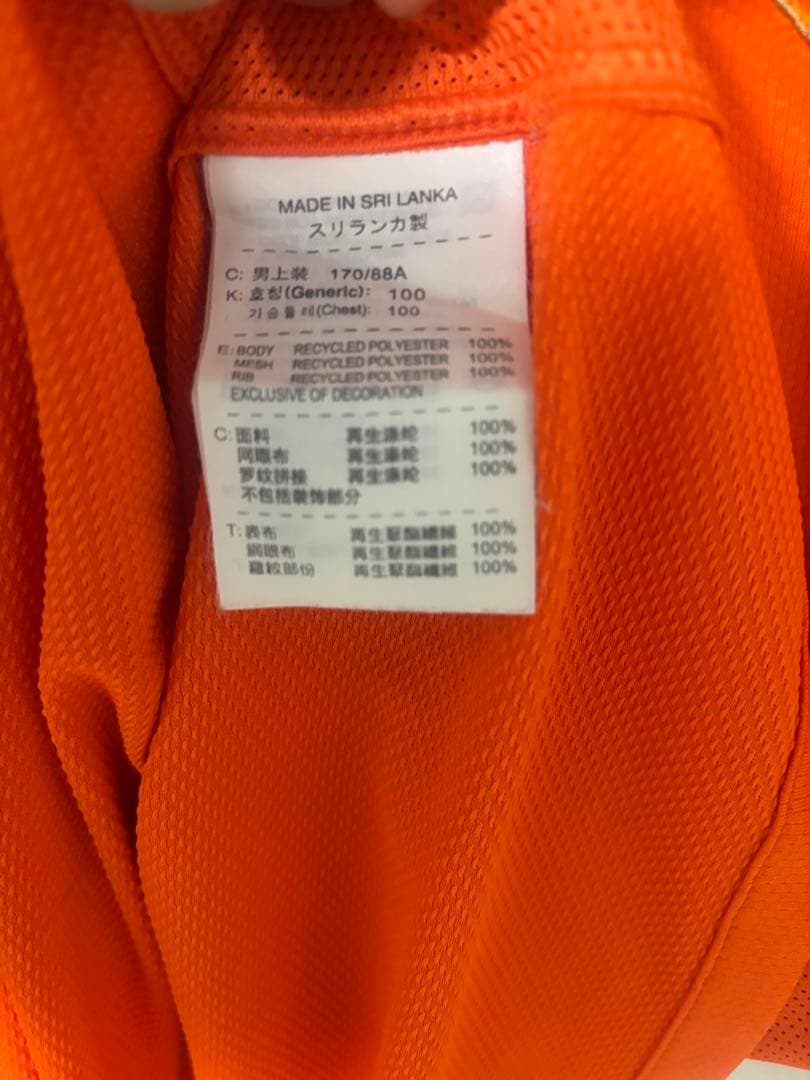 MADE IN SRI LANKA
スリランカ製
C: 男上装 170/88A
K: 호칭(Generic): 100
가슴둘레(Chest): 100
E: BODY RECYCLED POLYESTER 100%
MESH RECYCLED POLYESTER 100%
RIB RECYCLED POLYESTER 100%
EXCLUSIVE OF DECORATION
C: 面料 再生涤纶 100%
网眼布 再生涤纶 100%
罗纹拼接 再生涤纶 100%
不包括装饰部分
T: 表布 再生聚酯纖維 100%
網眼布 再生聚酯纖維 100%
羅紋部份 再生聚酯纖維 100%